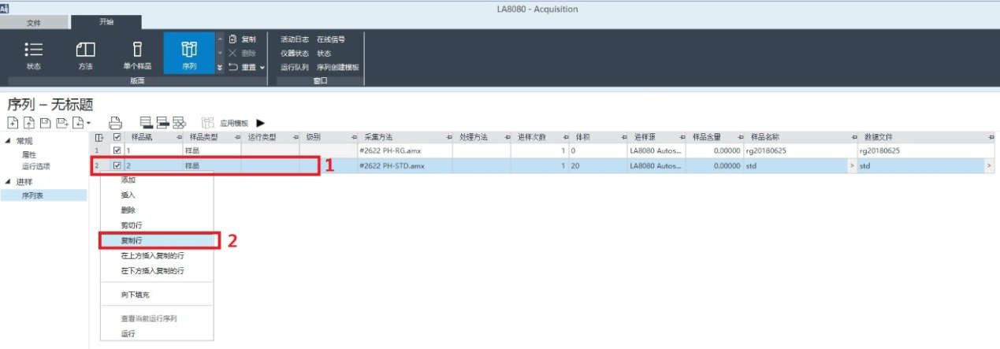 LA8080 - Acquisition
文件 开始
复制 活动日志 在线信号
删除 仪器状态 状态
状态 方法 单个样品 序列 重置 运行队列 序列创建模板
版面 窗口
序列 – 无标题
应用模板
常规 样品瓶 样品类型 运行类型 级别 采集方法 处理方法 进样次数 体积 进样源 样品含量 样品名称 数据文件
属性 1 1 样品 #2622 PH-RG.amx 1 0 LA8080 Autos... 0.00000 rg20180625 rg20180625
运行选项 2 2 样品 1 #2622 PH-STD.amx 1 20 LA8080 Autos... 0.00000 std > std >
进样
序列表
添加
插入
删除
剪切行
复制行 2
在上方插入复制的行
在下方插入复制的行
向下填充
查看当前运行序列
运行